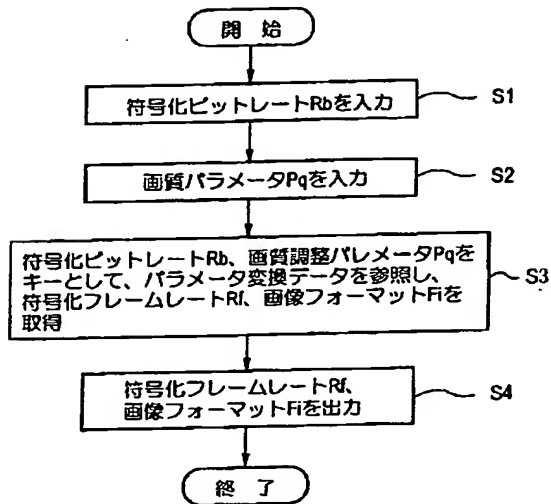 開 始
符号化ビットレートRbを入力
S1
画質パラメータPqを入力
S2
符号化ビットレートRb、画質調整パレメータPqを
キーとして、パラメータ変換データを参照し、
符号化フレームレートRf、画像フォーマットFiを
取得
S3
符号化フレームレートRf、
画像フォーマットFiを出力
S4
終 了